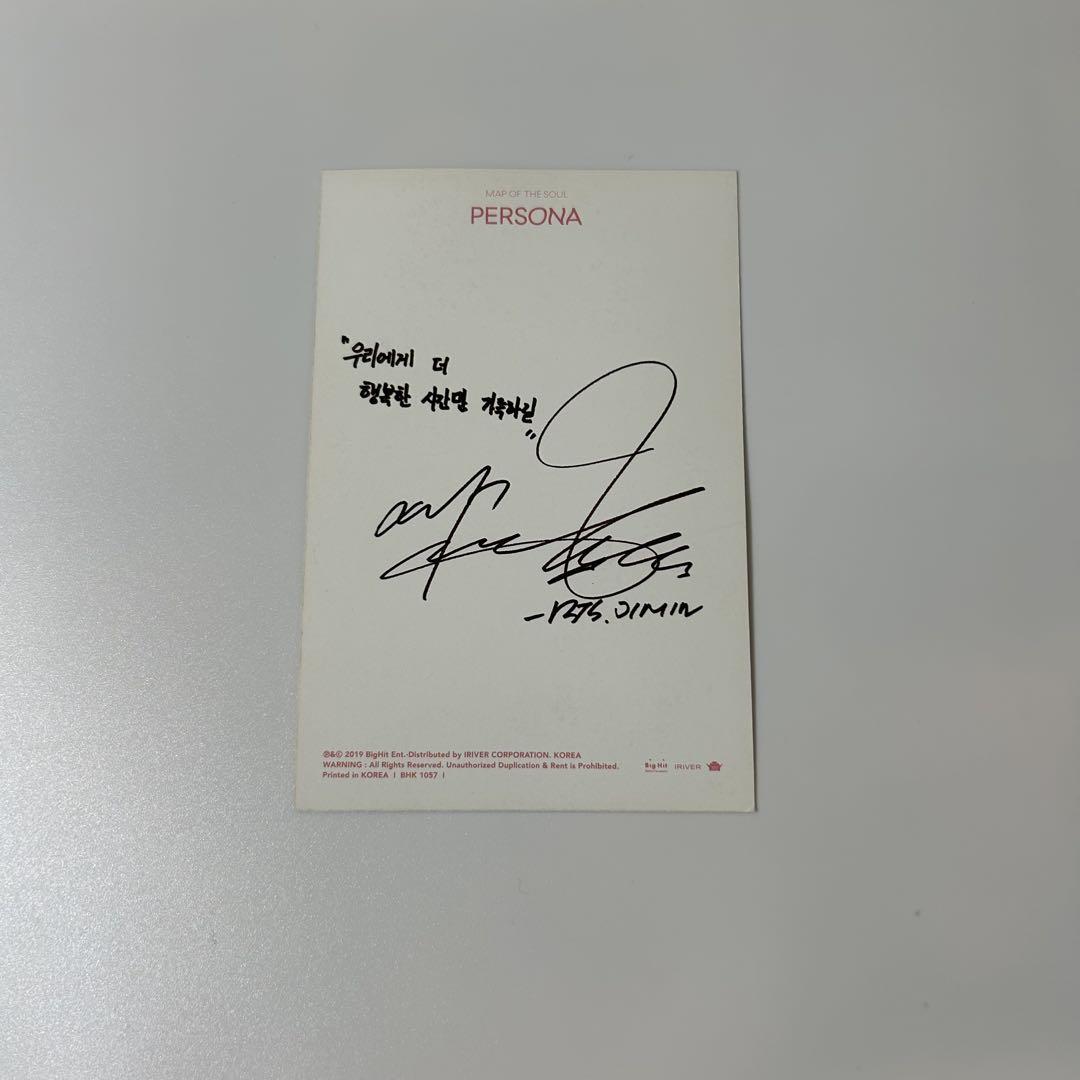 MAP OF THE SOUL
PERSONA
"우리에게 더
행복한 시간만 가득하길"
-BTS. JIMIN
℗&© 2019 BigHit Ent.-Distributed by IRIVER CORPORATION. KOREA
WARNING : All Rights Reserved. Unauthorized Duplication & Rent is Prohibited.
Printed in KOREA I BHK 1057 I
Big Hit
IRIVER